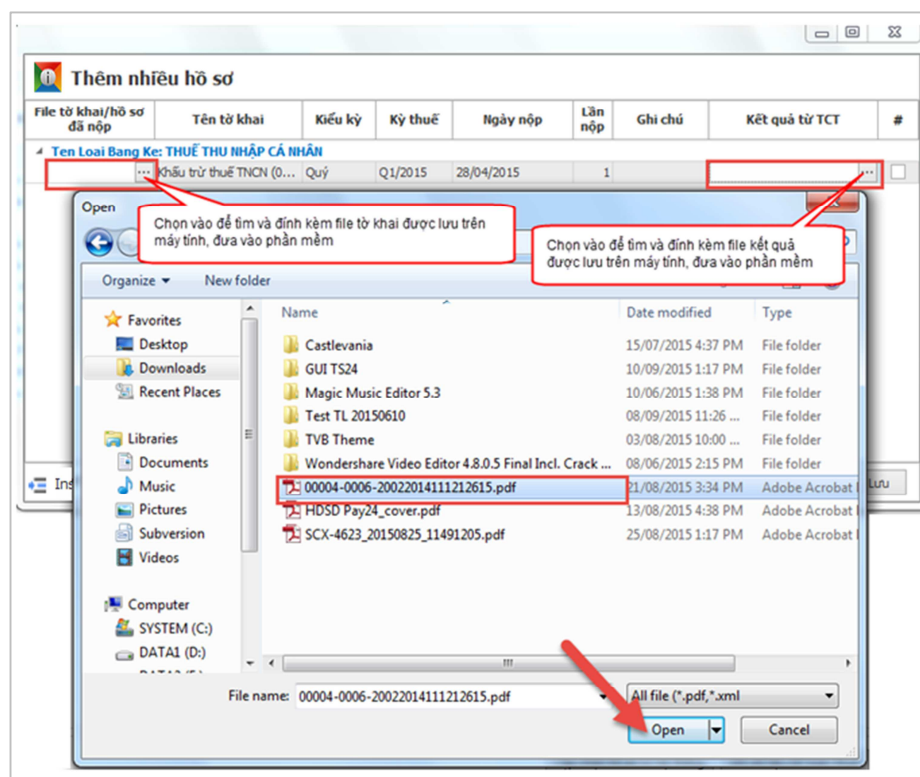 Thêm nhiều hồ sơ
File tờ khai/hồ sơ đã nộp Tên tờ khai Kiểu kỳ Kỳ thuế Ngày nộp Lần nộp Ghi chú Kết quả từ TCT #
Ten Loai Bang Ke: THUẾ THU NHẬP CÁ NHÂN
... Khấu trừ thuế TNCN (0... Quý Q1/2015 28/04/2015 1 ...
Open
Chọn vào để tìm và đính kèm file tờ khai được lưu trên
máy tính, đưa vào phần mềm
Chọn vào để tìm và đính kèm file kết quả
được lưu trên máy tính, đưa vào phần mềm
Organize New folder
Favorites
Desktop
Downloads
Recent Places
Libraries
Documents
Music
Pictures
Subversion
Videos
Computer
SYSTEM (C:)
DATA1 (D:)
Name Date modified Type
Castlevania 15/07/2015 4:37 PM File folder
GUI TS24 10/09/2015 1:17 PM File folder
Magic Music Editor 5.3 10/06/2015 1:38 PM File folder
Test TL 20150610 08/09/2015 11:26 ... File folder
TVB Theme 03/08/2015 10:00 ... File folder
Wondershare Video Editor 4.8.0.5 Final Incl. Crack ... 08/06/2015 2:15 PM File folder
00004-0006-20022014111212615.pdf 21/08/2015 3:34 PM Adobe Acrobat
HDSD Pay24_cover.pdf 13/08/2015 4:38 PM Adobe Acrobat
SCX-4623_20150825_11491205.pdf 25/08/2015 1:17 PM Adobe Acrobat
Lưu
File name: 00004-0006-20022014111212615.pdf All file (*.pdf,*.xml
Open Cancel